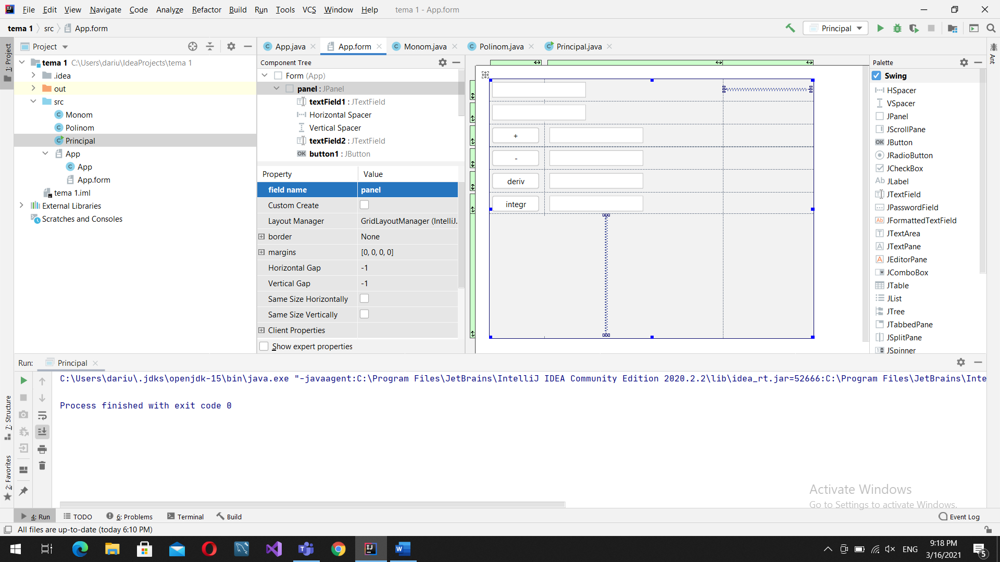 File Edit View Navigate Code Analyze Refactor Build Run Tools VCS Window Help tema 1 - App.form
tema 1 src App.form Principal
1: Project
Project
tema 1 C:\Users\dariu\IdeaProjects\tema 1
.idea
out
src
Monom
Polinom
Principal
App
App
App.form
tema 1.iml
External Libraries
Scratches and Consoles
App.java App.form Monom.java Polinom.java Principal.java
Component Tree
Form (App)
panel : JPanel
textField1 : JTextField
Horizontal Spacer
Vertical Spacer
textField2 : JTextField
OK button1 : JButton
Property Value
field name panel
Custom Create
Layout Manager GridLayoutManager (IntelliJ..
border None
margins [0, 0, 0, 0]
Horizontal Gap -1
Vertical Gap -1
Same Size Horizontally
Same Size Vertically
Client Properties
Show expert properties
+
-
deriv
integr
Palette
Swing
HSpacer
VSpacer
JPanel
JScrollPane
OK JButton
JRadioButton
JCheckBox
Ab JLabel
JTextField
JPasswordField
JFormattedTextField
JTextArea
JTextPane
JEditorPane
JComboBox
JTable
JList
JTree
JTabbedPane
JSplitPane
JSpinner
Ant
Run: Principal
C:\Users\dariu\.jdks\openjdk-15\bin\java.exe "-javaagent:C:\Program Files\JetBrains\IntelliJ IDEA Community Edition 2020.2.2\lib\idea_rt.jar=52666:C:\Program Files\JetBrains\Inte
Process finished with exit code 0
7: Structure
2: Favorites
Activate Windows
Go to Settings to activate Windows.
4: Run TODO 6: Problems Terminal Build Event Log
All files are up-to-date (today 6:10 PM)
ENG
9:18 PM
3/16/2021
5